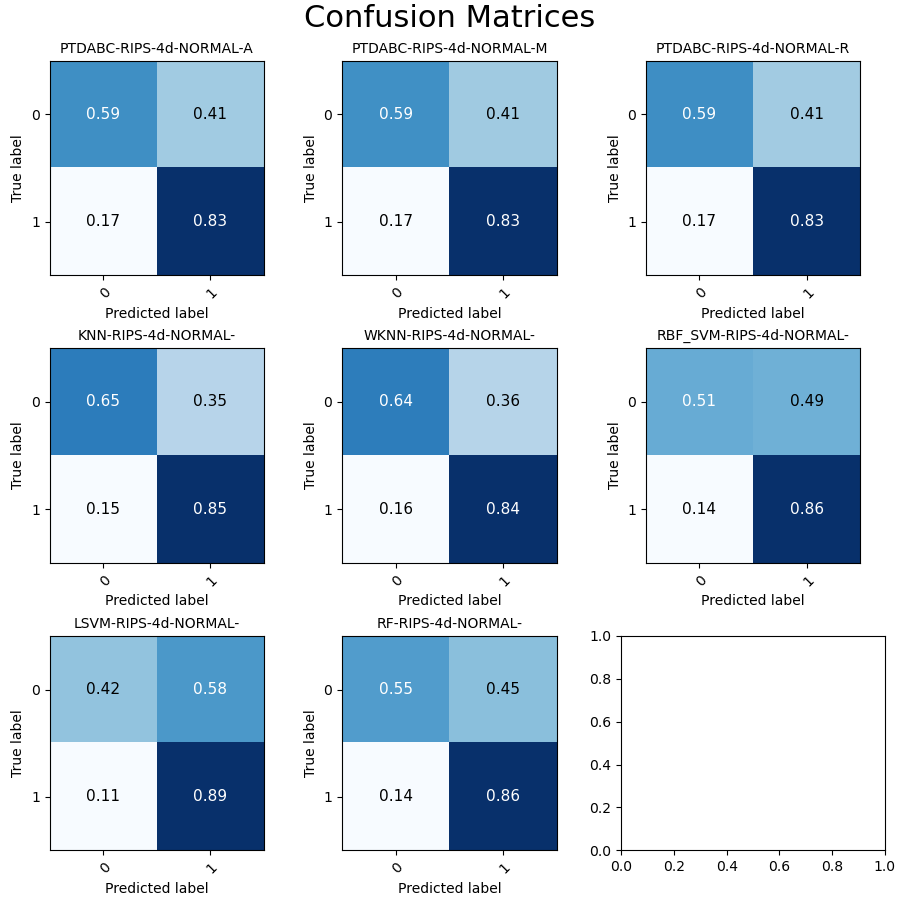 Confusion Matrices
PTDABC-RIPS-4d-NORMAL-A
0
0.59 0.41
True label
1
0.17 0.83
0 1
Predicted label
PTDABC-RIPS-4d-NORMAL-M
0
0.59 0.41
True label
1
0.17 0.83
0 1
Predicted label
PTDABC-RIPS-4d-NORMAL-R
0
0.59 0.41
True label
1
0.17 0.83
0 1
Predicted label
KNN-RIPS-4d-NORMAL-
0
0.65 0.35
True label
1
0.15 0.85
0 1
Predicted label
WKNN-RIPS-4d-NORMAL-
0
0.64 0.36
True label
1
0.16 0.84
0 1
Predicted label
RBF_SVM-RIPS-4d-NORMAL-
0
0.51 0.49
True label
1
0.14 0.86
0 1
Predicted label
LSVM-RIPS-4d-NORMAL-
0
0.42 0.58
True label
1
0.11 0.89
0 1
Predicted label
RF-RIPS-4d-NORMAL-
0
0.55 0.45
True label
1
0.14 0.86
0 1
Predicted label
1.0
0.8
0.6
0.4
0.2
0.0
0.0 0.2 0.4 0.6 0.8 1.0